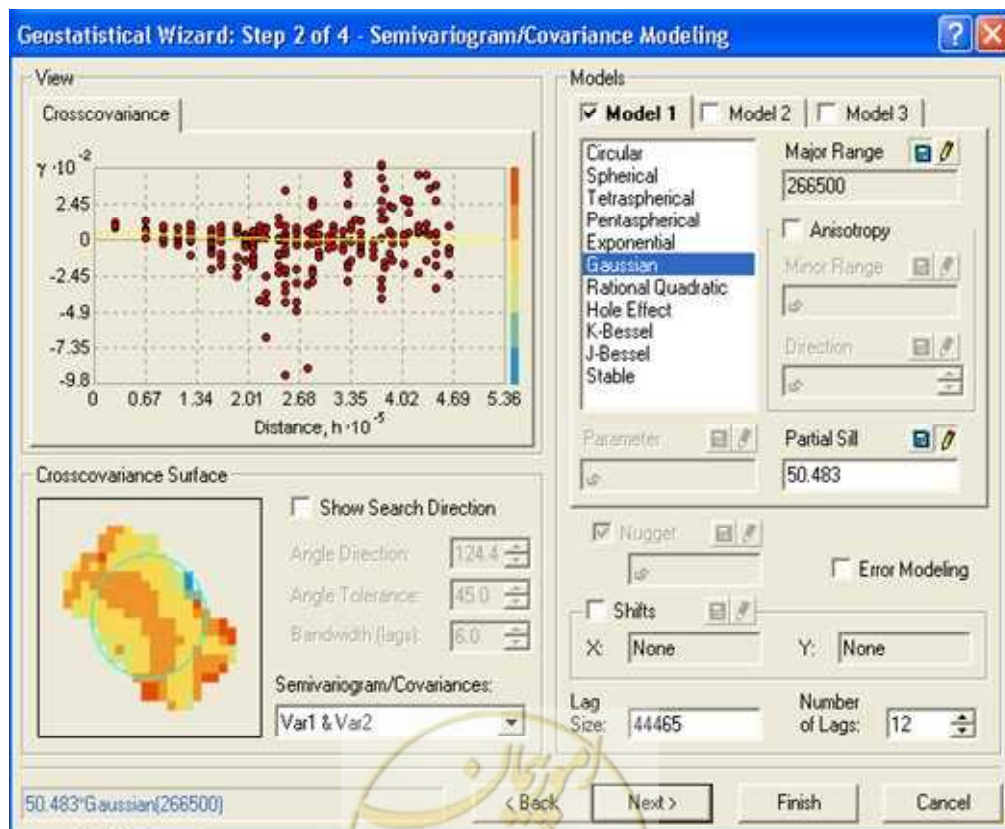 Geostatistical Wizard: Step 2 of 4 - Semivariogram/Covariance Modeling
View
Crosscovariance
γ·10⁻²
2.45
0
-2.45
-4.9
-7.35
-9.8
0 0.67 1.34 2.01 2.68 3.35 4.02 4.69 5.36
Distance, h·10⁻⁵
Crosscovariance Surface
Show Search Direction
Angle Direction: 124.4
Angle Tolerance: 45.0
Bandwidth (lags): 6.0
Semivariogram/Covariances:
Var1 & Var2
Models
Model 1 Model 2 Model 3
Circular
Spherical
Tetraspherical
Pentaspherical
Exponential
Gaussian
Rational Quadratic
Hole Effect
K-Bessel
J-Bessel
Stable
Major Range
266500
Anisotropy
Minor Range
Direction
Parameter
Partial Sill
50.483
Nugget
Error Modeling
Shifts
X: None Y: None
Lag Size: 44465
Number of Lags: 12
50.483*Gaussian(266500)
< Back Next > Finish Cancel